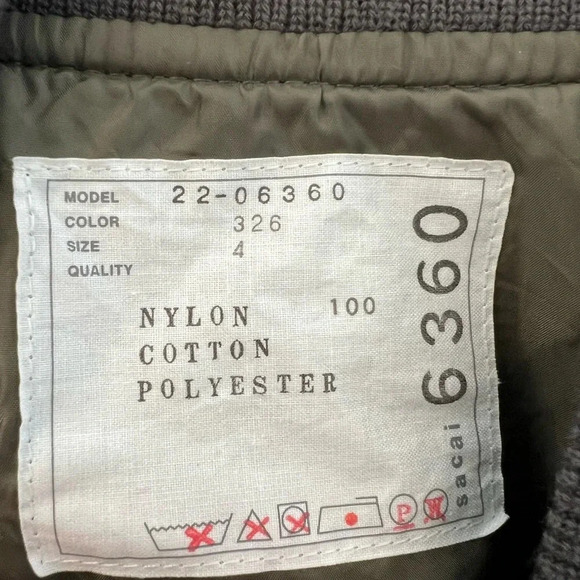 MODEL 22-06360
COLOR 326
SIZE 4
QUALITY
NYLON 100
COTTON
POLYESTER
sacai 6360
P W